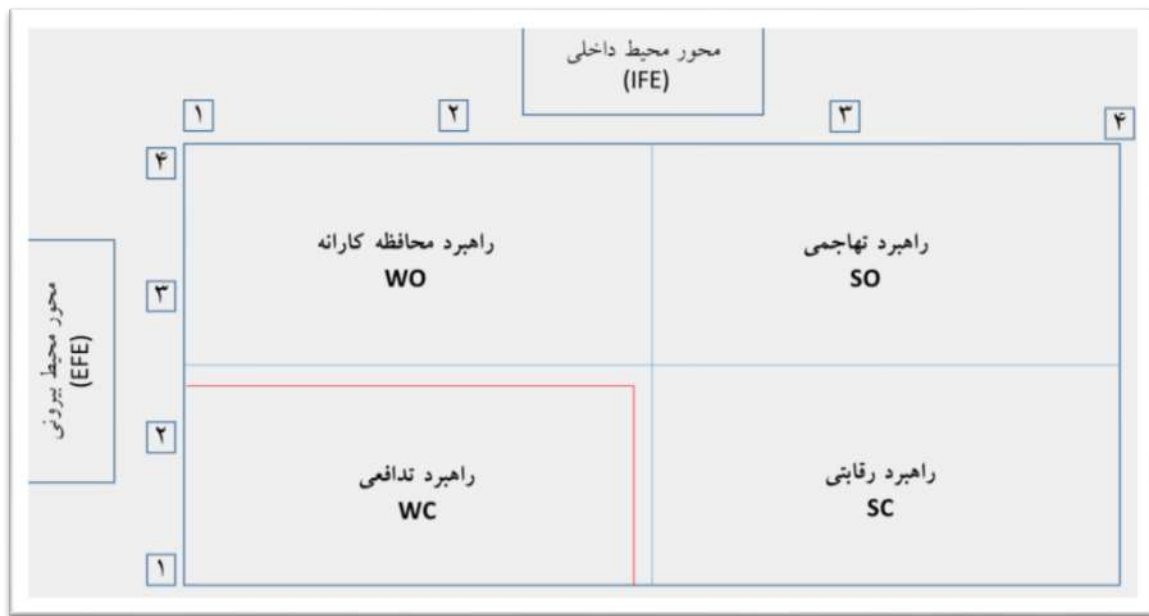 محور محیط داخلی
(IFE)
۱
۲
۳
۴
۴
راهبرد محافظه کارانه
WO
راهبرد تهاجمی
SO
۳
محور محیط بیرونی
(EFE)
۲
راهبرد تدافعی
WC
راهبرد رقابتی
SC
۱